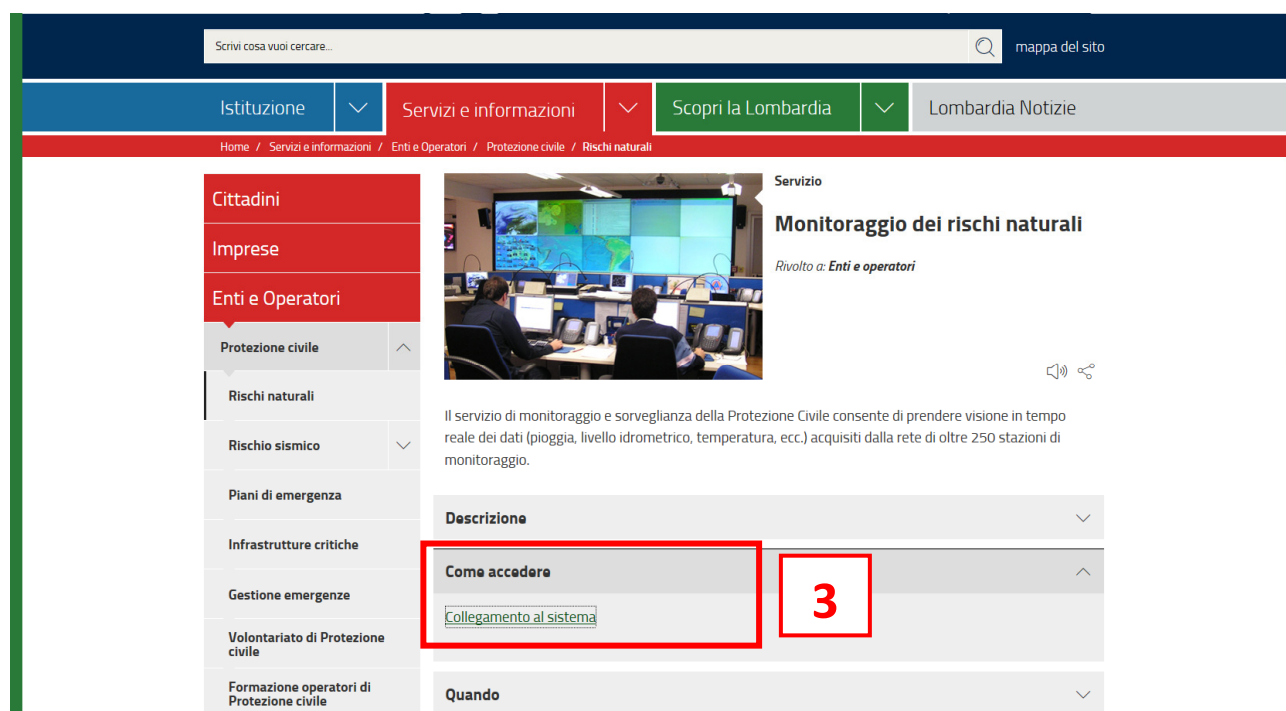 Scrivi cosa vuoi cercare...
mappa del sito
Istituzione
Servizi e informazioni
Scopri la Lombardia
Lombardia Notizie
Home / Servizi e informazioni / Enti e Operatori / Protezione civile / Rischi naturali
Cittadini
Imprese
Enti e Operatori
Protezione civile
Rischi naturali
Rischio sismico
Piani di emergenza
Infrastrutture critiche
Gestione emergenze
Volontariato di Protezione
civile
Formazione operatori di
Protezione civile
Servizio
Monitoraggio dei rischi naturali
Rivolto a: Enti e operatori
Il servizio di monitoraggio e sorveglianza della Protezione Civile consente di prendere visione in tempo
reale dei dati (pioggia, livello idrometrico, temperatura, ecc.) acquisiti dalla rete di oltre 250 stazioni di
monitoraggio.
Descrizione
Come accedere
Collegamento al sistema
3
Quando